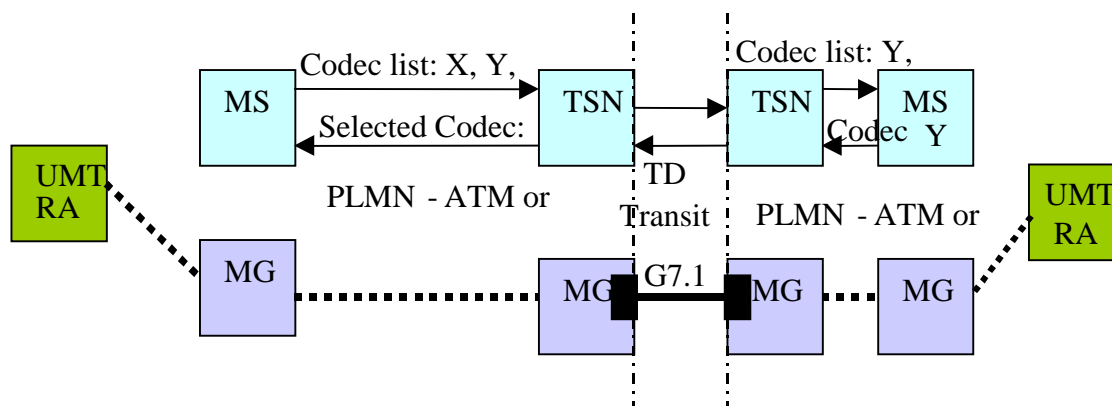 Codec list: X, Y,
Codec list: Y,
MS
TSN
TSN
MS
Y
Selected Codec:
Codec
UMT
RA
PLMN - ATM or
TD
Transit
PLMN - ATM or
UMT
RA
MG
MG
G7.1
MG
MG